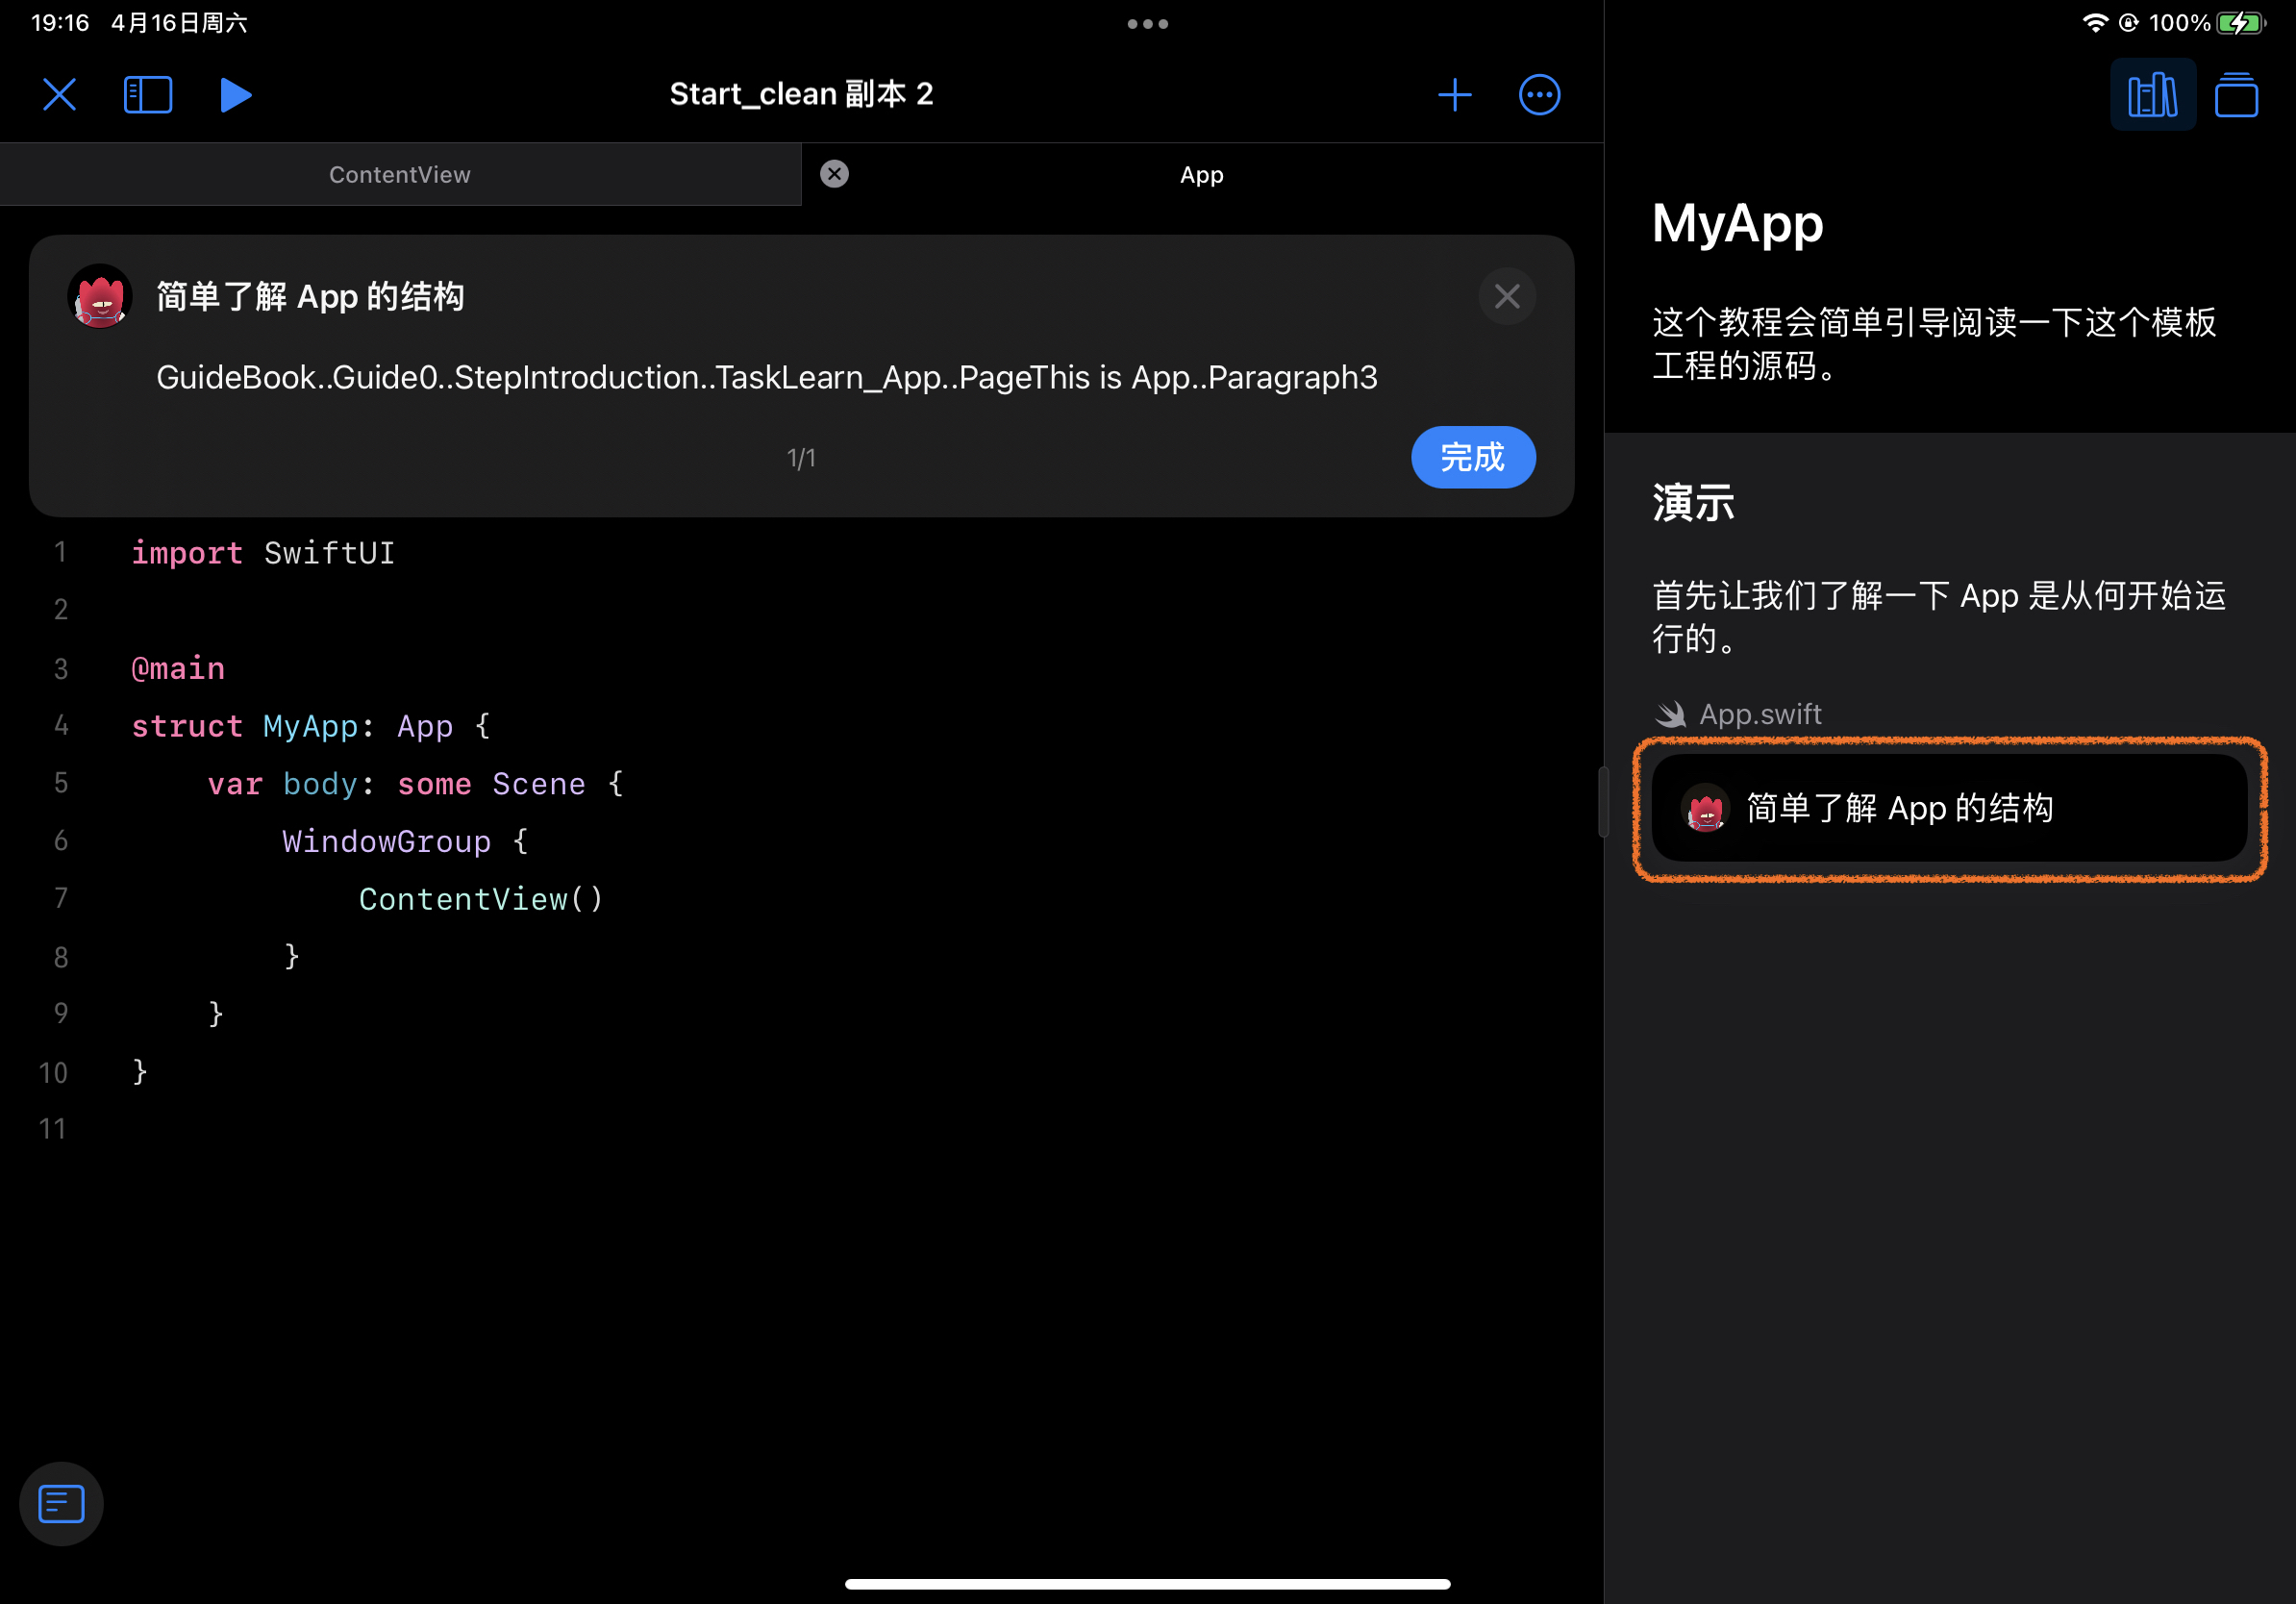 19:16 4月16日周六
100%
Start_clean 副本 2
ContentView
App
简单了解 App 的结构
GuideBook..Guide0..StepIntroduction..TaskLearn_App..PageThis is App..Paragraph3
1/1
完成
1 import SwiftUI
2
3 @main
4 struct MyApp: App {
5 var body: some Scene {
6 WindowGroup {
7 ContentView()
8 }
9 }
10 }
11
MyApp
这个教程会简单引导阅读一下这个模板
工程的源码。
演示
首先让我们了解一下 App 是从何开始运
行的。
App.swift
简单了解 App 的结构